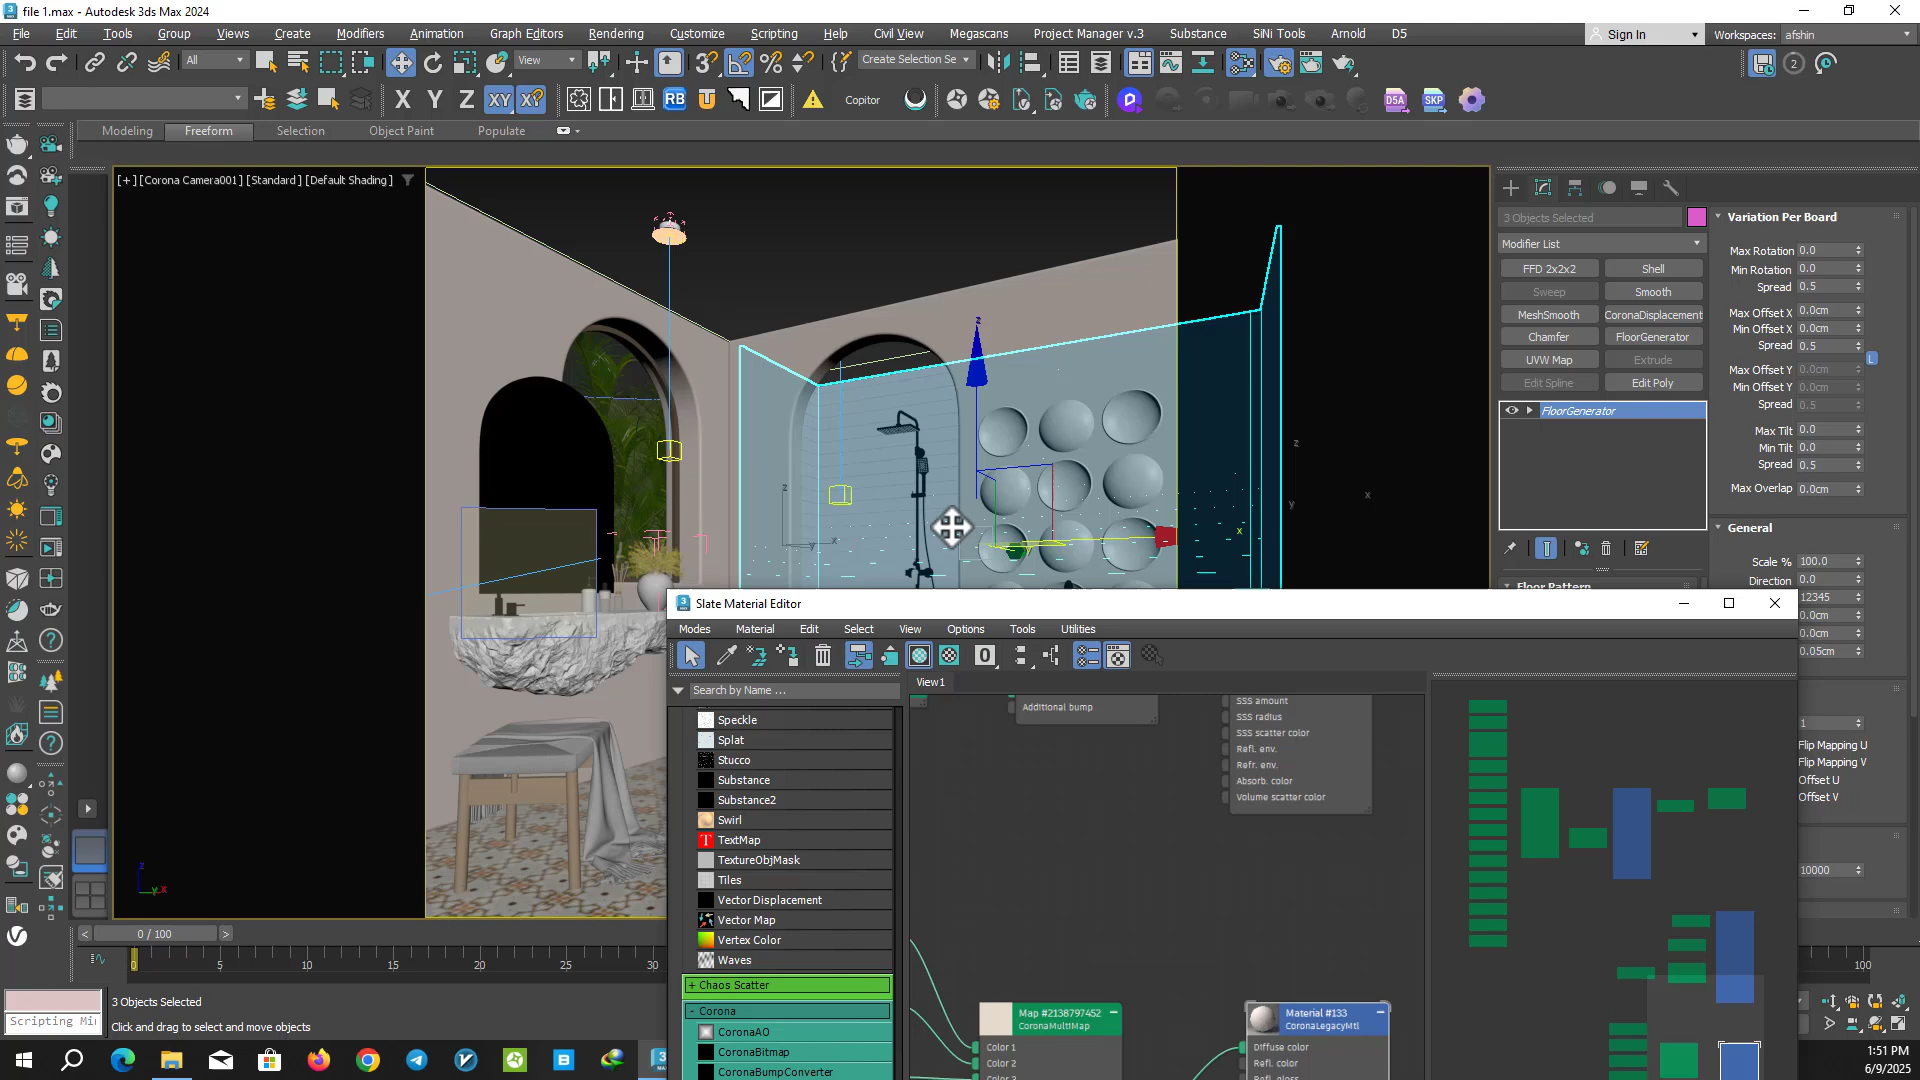 file 1.max - Autodesk 3ds Max 2024
File Edit Tools Group Views Create Modifiers Animation Graph Editors Rendering Customize Scripting Help Civil View Megascans Project Manager v.3 Substance SiNi Tools Arnold D5
Sign In Workspaces: afshin
All View Create Selection Se
X Y Z XY RB Copitor D5A SKP
Modeling Freeform Selection Object Paint Populate
[+] [Corona Camera001] [Standard] [Default Shading]
3 Objects Selected
Modifier List
FFD 2x2x2 Shell
Sweep Smooth
MeshSmooth CoronaDisplacement
Chamfer FloorGenerator
UVW Map Extrude
Edit Spline Edit Poly
FloorGenerator
Floor Pattern
Variation Per Board
Max Rotation 0.0
Min Rotation 0.0
Spread 0.5
Max Offset X 0.0cm
Min Offset X 0.0cm
Spread 0.5
L
Max Offset Y 0.0cm
Min Offset Y 0.0cm
Spread 0.5
Max Tilt 0.0
Min Tilt 0.0
Spread 0.5
Max Overlap 0.0cm
General
Scale % 100.0
Direction 0.0
12345
0.0cm
0.0cm
0.05cm
1
Flip Mapping U
Flip Mapping V
Offset U
Offset V
10000
Slate Material Editor
Modes Material Edit Select View Options Tools Utilities
Search by Name ...
View1
Speckle
Splat
Stucco
Substance
Substance2
Swirl
TextMap
TextureObjMask
Tiles
Vector Displacement
Vector Map
Vertex Color
Waves
+ Chaos Scatter
- Corona
CoronaAO
CoronaBitmap
CoronaBumpConverter
Additional bump
SSS amount
SSS radius
SSS scatter color
Refl. env.
Refr. env.
Absorb. color
Volume scatter color
Map #2138797452
CoronaMultiMap
Color 1
Color 2
Material #133
CoronaLegacyMtl
Diffuse color
Refl. color
0 / 100
0 5 10 15 20 25 30 100
3 Objects Selected
Click and drag to select and move objects
Scripting Mi
1:51 PM
6/9/2025